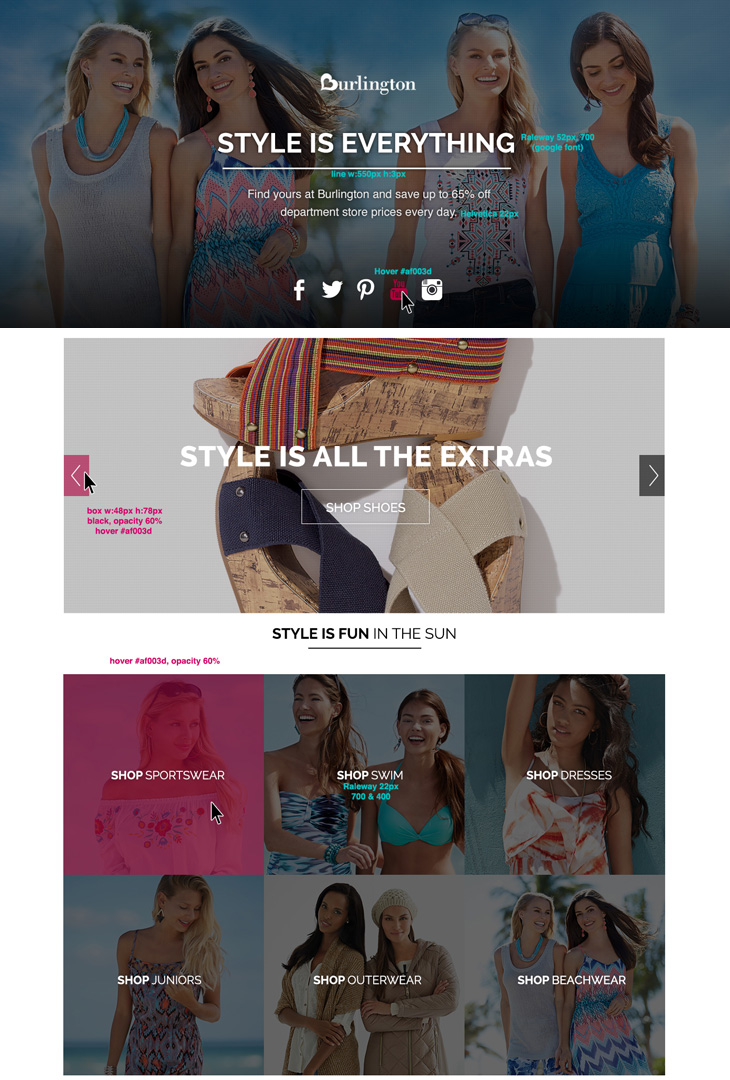 Burlington
STYLE IS EVERYTHING
Raleway 52px, 700
(google font)
line w:550px h:3px
Find yours at Burlington and save up to 65% off
department store prices every day.
Helvetica 22px
Hover #af003d
You
Tube
STYLE IS ALL THE EXTRAS
SHOP SHOES
box w:48px h:78px
black, opacity 60%
hover #af003d
STYLE IS FUN IN THE SUN
hover #af003d, opacity 60%
SHOP SPORTSWEAR
SHOP SWIM
Raleway 22px
700 & 400
SHOP DRESSES
SHOP JUNIORS
SHOP OUTERWEAR
SHOP BEACHWEAR